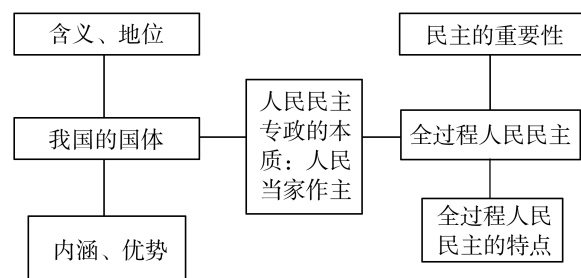 含义、地位
我国的国体
内涵、优势
人民民主
专政的本
质：人民
当家作主
民主的重要性
全过程人民民主
全过程人民
民主的特点